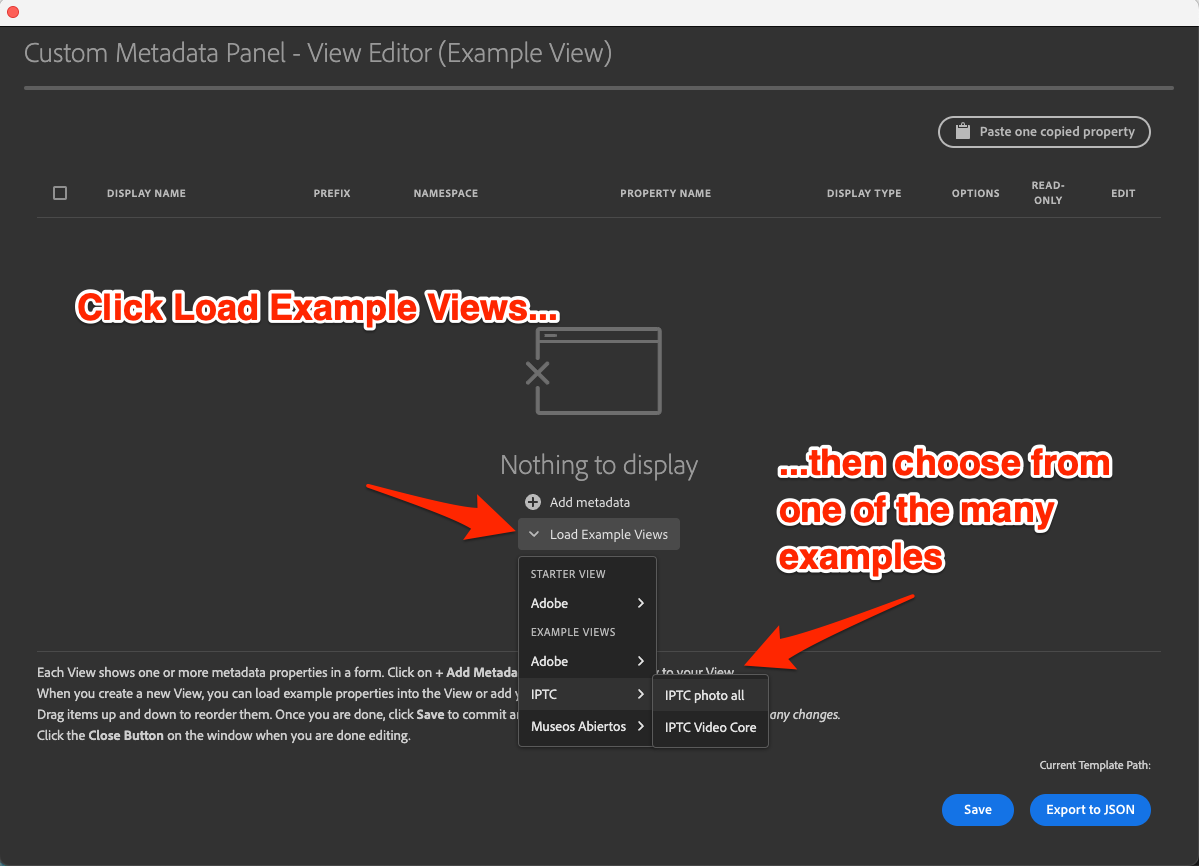 Custom Metadata Panel - View Editor (Example View)
Paste one copied property
DISPLAY NAME PREFIX NAMESPACE PROPERTY NAME DISPLAY TYPE OPTIONS READ-ONLY EDIT
Click Load Example Views...
Nothing to display
Add metadata
Load Example Views
...then choose from
one of the many
examples
STARTER VIEW
Adobe
EXAMPLE VIEWS
Adobe
IPTC
Museos Abiertos
IPTC photo all
IPTC Video Core
Each View shows one or more metadata properties in a form. Click on + Add Metada to your View.
When you create a new View, you can load example properties into the View or add
Drag items up and down to reorder them. Once you are done, click Save to commit any changes.
Click the Close Button on the window when you are done editing.
Current Template Path:
Save
Export to JSON